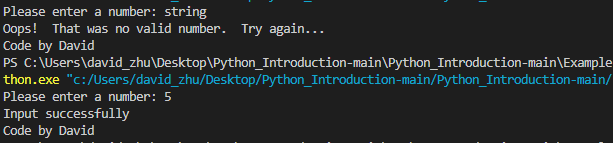 Please enter a number: string
Oops!  That was no valid number.  Try again...
Code by David
PS C:\Users\david_zhu\Desktop\Python_Introduction-main\Python_Introduction-main\Example
thon.exe "c:/Users/david_zhu/Desktop/Python_Introduction-main/Python_Introduction-main/
Please enter a number: 5
Input successfully
Code by David